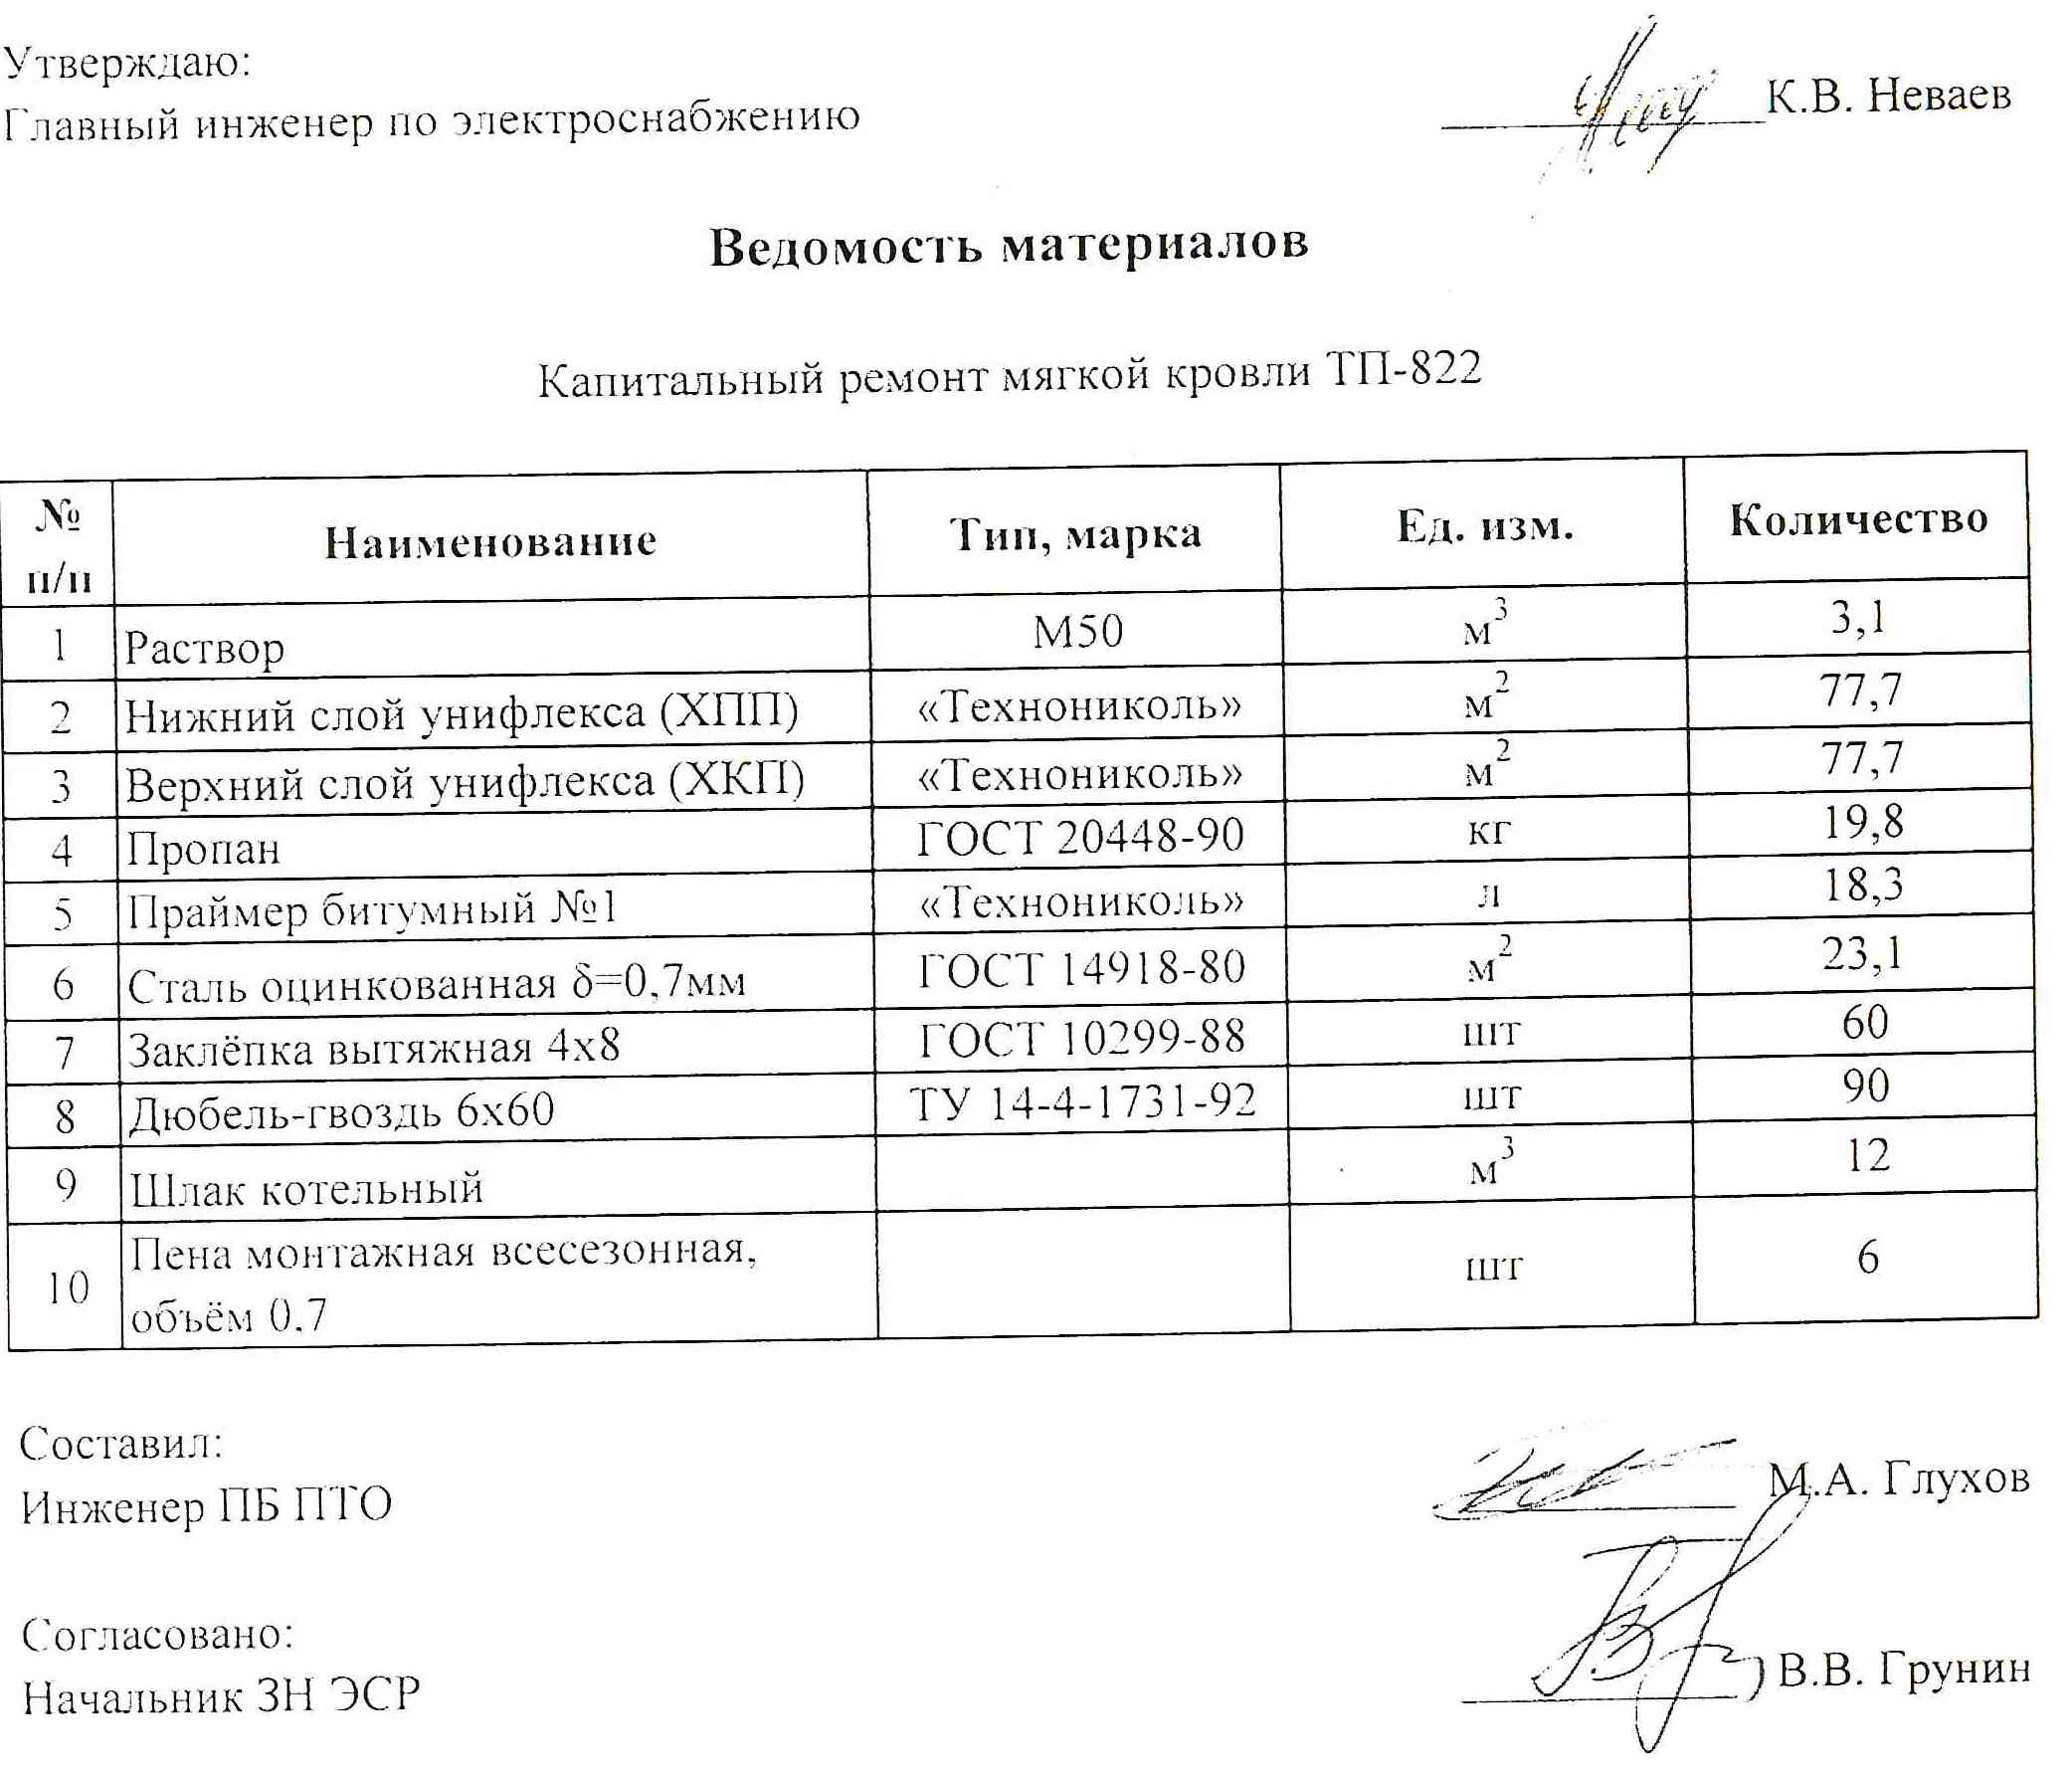 Утверждаю:
Главный инженер по электроснабжению К.В. Неваев
Ведомость материалов
Капитальный ремонт мягкой кровли ТП-822
№ п/п Наименование Тип, марка Ед. изм. Количество
1 Раствор М50 м³ 3,1
2 Нижний слой унифлекса (ХПП) «Технониколь» м² 77,7
3 Верхний слой унифлекса (ХКП) «Технониколь» м² 77,7
4 Пропан ГОСТ 20448-90 кг 19,8
5 Праймер битумный №1 «Технониколь» л 18,3
6 Сталь оцинкованная δ=0,7мм ГОСТ 14918-80 м² 23,1
7 Заклёпка вытяжная 4х8 ГОСТ 10299-88 шт 60
8 Дюбель-гвоздь 6х60 ТУ 14-4-1731-92 шт 90
9 Шлак котельный м³ 12
10 Пена монтажная всесезонная, объём 0,7 шт 6
Составил:
Инженер ПБ ПТО М.А. Глухов
Согласовано:
Начальник ЗН ЭСР В.В. Грунин